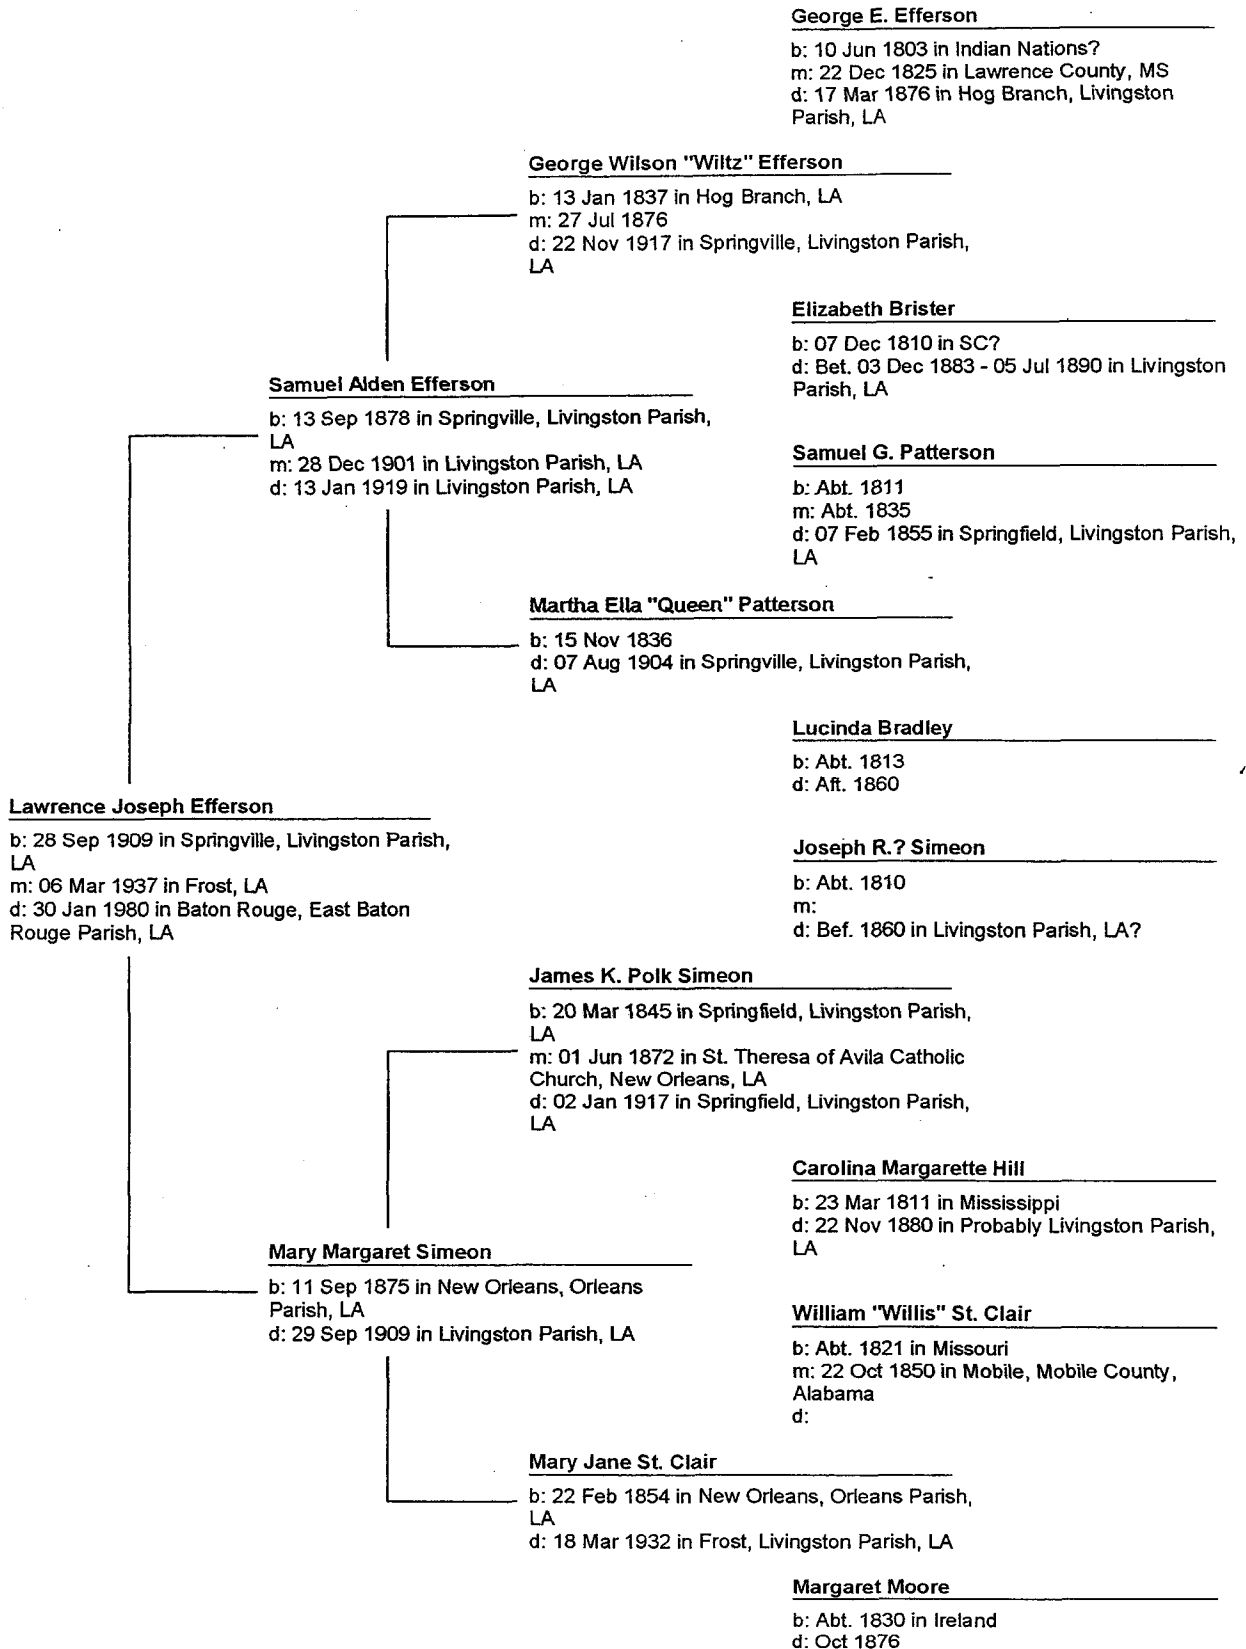 George E. Efferson
b: 10 Jun 1803 in Indian Nations?
m: 22 Dec 1825 in Lawrence County, MS
d: 17 Mar 1876 in Hog Branch, Livingston
Parish, LA
George Wilson "Wiltz" Efferson
b: 13 Jan 1837 in Hog Branch, LA
m: 27 Jul 1876
d: 22 Nov 1917 in Springville, Livingston Parish,
LA
Elizabeth Brister
b: 07 Dec 1810 in SC?
d: Bet. 03 Dec 1883 - 05 Jul 1890 in Livingston
Parish, LA
Samuel Alden Efferson
b: 13 Sep 1878 in Springville, Livingston Parish,
LA
m: 28 Dec 1901 in Livingston Parish, LA
d: 13 Jan 1919 in Livingston Parish, LA
Samuel G. Patterson
b: Abt. 1811
m: Abt. 1835
d: 07 Feb 1855 in Springfield, Livingston Parish,
LA
Martha Ella "Queen" Patterson
b: 15 Nov 1836
d: 07 Aug 1904 in Springville, Livingston Parish,
LA
Lucinda Bradley
b: Abt. 1813
d: Aft. 1860
Lawrence Joseph Efferson
b: 28 Sep 1909 in Springville, Livingston Parish,
LA
m: 06 Mar 1937 in Frost, LA
d: 30 Jan 1980 in Baton Rouge, East Baton
Rouge Parish, LA
Joseph R.? Simeon
b: Abt. 1810
m:
d: Bef. 1860 in Livingston Parish, LA?
James K. Polk Simeon
b: 20 Mar 1845 in Springfield, Livingston Parish,
LA
m: 01 Jun 1872 in St. Theresa of Avila Catholic
Church, New Orleans, LA
d: 02 Jan 1917 in Springfield, Livingston Parish,
LA
Carolina Margarette Hill
b: 23 Mar 1811 in Mississippi
d: 22 Nov 1880 in Probably Livingston Parish,
LA
Mary Margaret Simeon
b: 11 Sep 1875 in New Orleans, Orleans
Parish, LA
d: 29 Sep 1909 in Livingston Parish, LA
William "Willis" St. Clair
b: Abt. 1821 in Missouri
m: 22 Oct 1850 in Mobile, Mobile County,
Alabama
d:
Mary Jane St. Clair
b: 22 Feb 1854 in New Orleans, Orleans Parish,
LA
d: 18 Mar 1932 in Frost, Livingston Parish, LA
Margaret Moore
b: Abt. 1830 in Ireland
d: Oct 1876